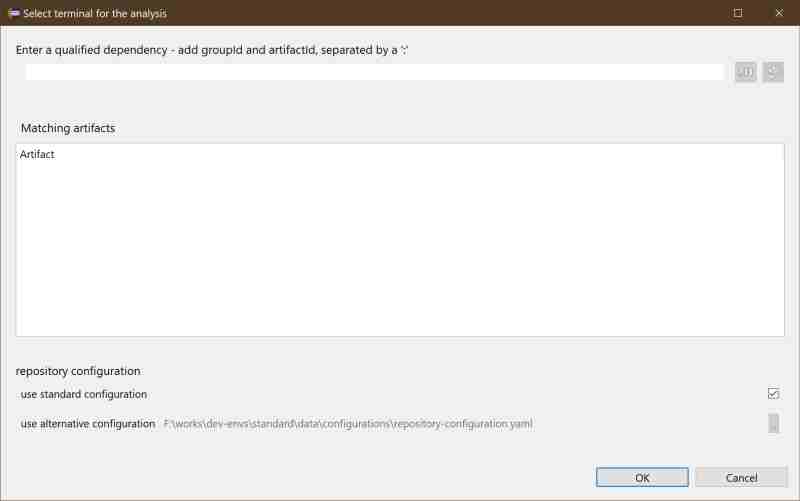 Select terminal for the analysis
Enter a qualified dependency - add groupId and artifactId, separated by a ':'
Matching artifacts
Artifact
repository configuration
use standard configuration
use alternative configuration F:\works\dev-envs\standard\data\configurations\repository-configuration.yaml
...
OK Cancel